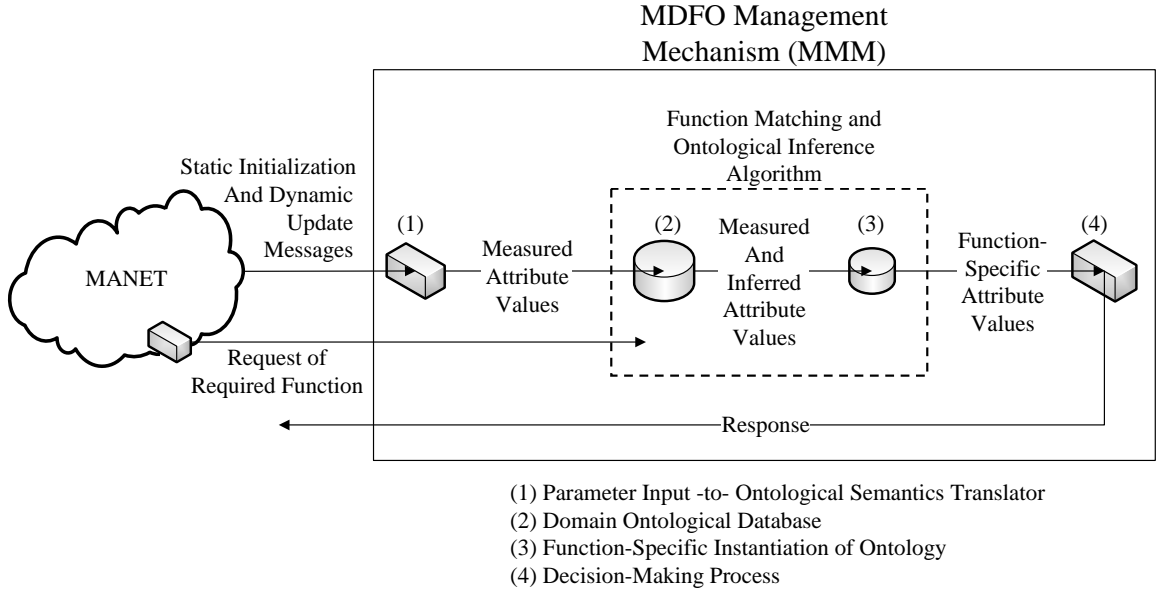 MDFO Management
Mechanism (MMM)
Function Matching and
Ontological Inference
Algorithm
Static Initialization
And Dynamic
Update
Messages
(1)
(2)
(3)
(4)
MANET
Measured
Attribute
Values
Measured
And
Inferred
Attribute
Values
Function-
Specific
Attribute
Values
Request of
Required Function
Response
(1) Parameter Input -to- Ontological Semantics Translator
(2) Domain Ontological Database
(3) Function-Specific Instantiation of Ontology
(4) Decision-Making Process